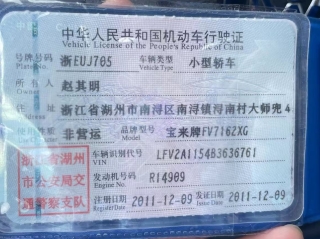 中华人民共和国机动车行驶证
Vehicle License of the People's Republic of China
号牌号码 浙EUJ705 车辆类型 小型轿车
Plate No. Vehicle Type
所有人 赵其明
Owner
住址 浙江省湖州市南浔区南浔镇浔南村大师兜4
Address
使用性质 非营运 品牌型号 宝来牌FV7162XG
Use Character Model
浙江省湖州市公安局交通警察支队
车辆识别代号 LFV2A1154B3636761
VIN
发动机号码 R14909
Engine No.
注册日期 2011-12-09 发证日期 2011-12-09
Register Date Issue Date